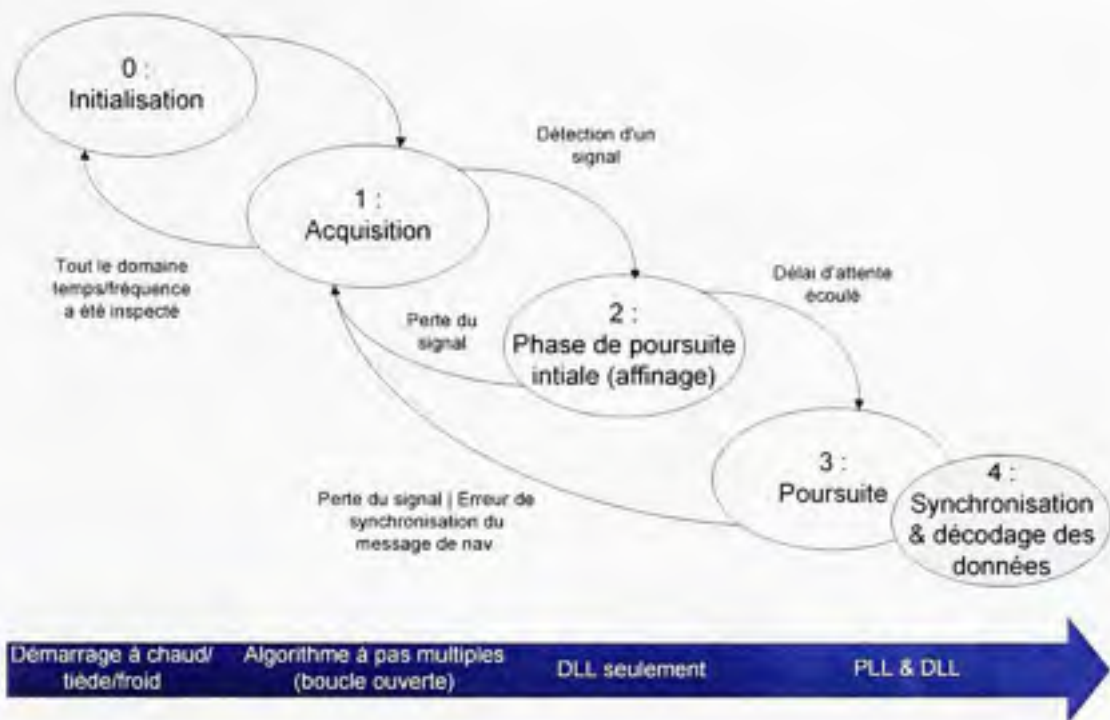 0 :
Initialisation
Détection d'un
signal
1 :
Acquisition
Tout le domaine
temps/fréquence
a été inspecté
Délai d'attente
écoulé
Perte du
signal
2 :
Phase de poursuite
intiale (affinage)
3 :
Poursuite
4 :
Synchronisation
& décodage des
données
Perte du signal | Erreur de
synchronisation du
message de nav
Démarrage à chaud/
tiède/froid
Algorithme à pas multiples
(boucle ouverte)
DLL seulement
PLL & DLL